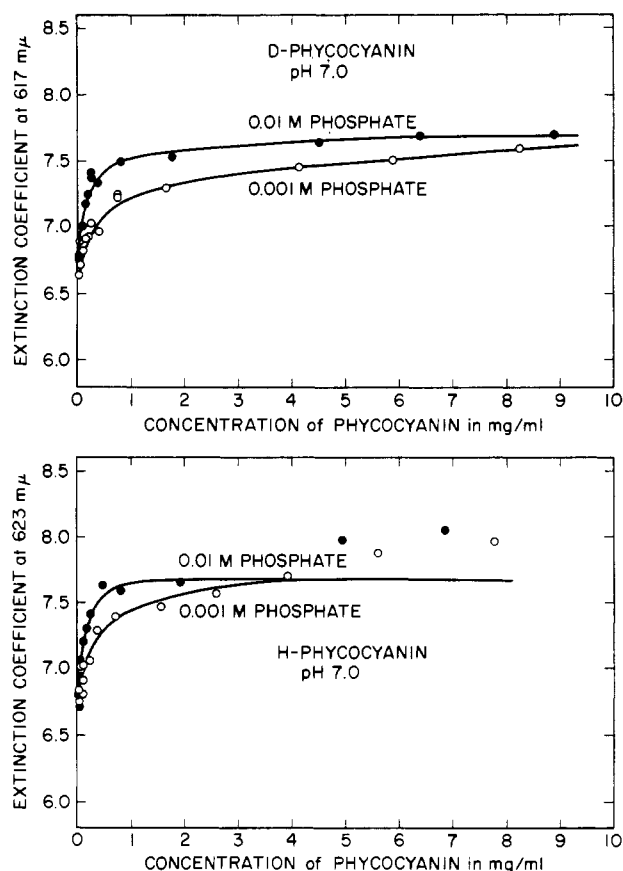 EXTINCTION COEFFICIENT at 617 mμ
8.5
8.0
7.5
7.0
6.5
6.0
D-PHYCOCYANIN
pH 7.0
0.01 M PHOSPHATE
0.001 M PHOSPHATE
0 1 2 3 4 5 6 7 8 9 10
CONCENTRATION of PHYCOCYANIN in mg/ml
EXTINCTION COEFFICIENT at 623 mμ
8.5
8.0
7.5
7.0
6.5
6.0
0.01 M PHOSPHATE
0.001 M PHOSPHATE
H-PHYCOCYANIN
pH 7.0
0 1 2 3 4 5 6 7 8 9 10
CONCENTRATION of PHYCOCYANIN in mg/ml